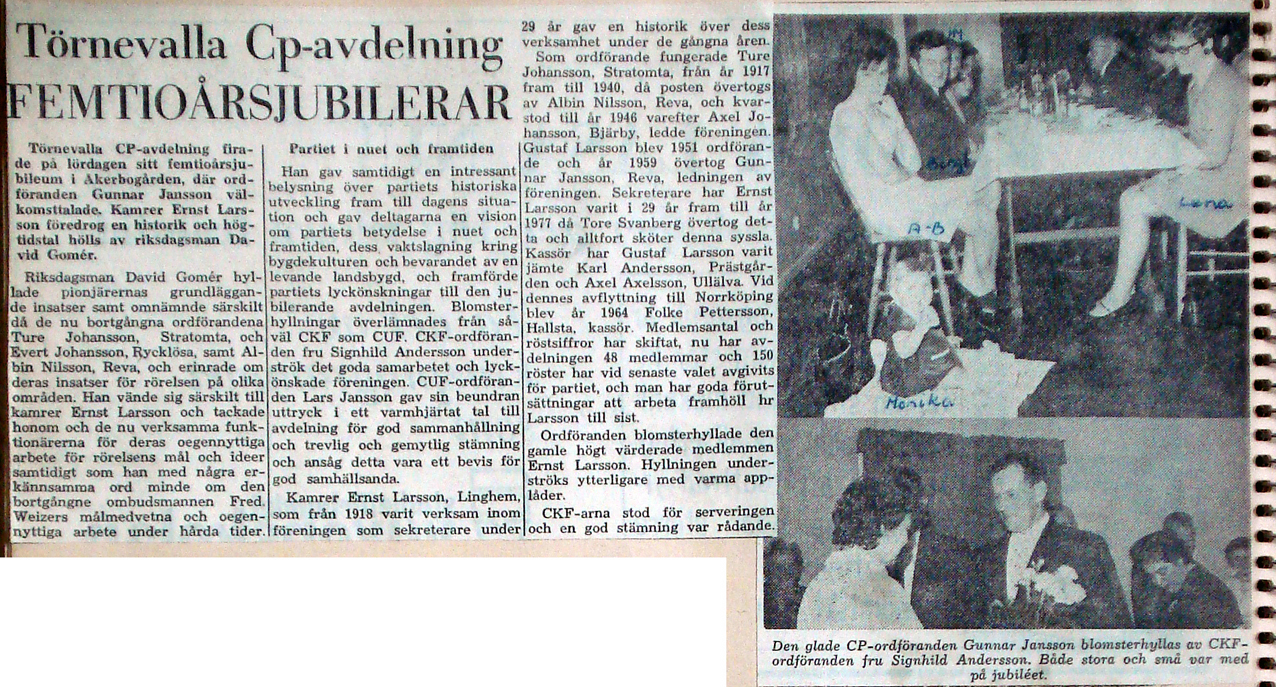 Törnevalla Cp-avdelning
FEMTIOÅRSJUBILERAR
Törnevalla CP-avdelning fira-
de på lördagen sitt femtioårsju-
bileum i Åkerbogården, där ord-
föranden Gunnar Jansson väl-
komsttalade. Kamrer Ernst Lars-
son föredrog en historik och hög-
tidstal hölls av riksdagsman Da-
vid Gomér.
Riksdagsman David Gomér hyl-
lade pionjärernas grundläggan-
de insatser samt omnämnde särskilt
då de nu bortgångna ordförandena
Ture Johansson, Stratomta, och
Evert Johansson, Rycklösa, samt Al-
bin Nilsson, Reva, och erinrade om
deras insatser för rörelsen på olika
områden. Han vände sig särskilt till
kamrer Ernst Larsson och tackade
honom och de nu verksamma funk-
tionärerna för deras oegennyttiga
arbete för rörelsens mål och ideer
samtidigt som han med några er-
kännsamma ord minde om den
bortgångne ombudsmannen Fred.
Weizers målmedvetna och oegen-
nyttiga arbete under hårda tider.
Partiet i nuet och framtiden
Han gav samtidigt en intressant
belysning över partiets historiska
utveckling fram till dagens situa-
tion och gav deltagarna en vision
om partiets betydelse i nuet och
framtiden, dess vaktslagning kring
bygdekulturen och bevarandet av en
levande landsbygd, och framförde
partiets lyckönskningar till den ju-
bilerande avdelningen. Blomster-
hyllningar överlämnades från så-
väl CKF som CUF. CKF-ordföran-
den fru Signhild Andersson under-
strök det goda samarbetet och lyck-
önskade föreningen. CUF-ordföran-
den Lars Jansson gav sin beundran
uttryck i ett varmhjärtat tal till
avdelning för god sammanhållning
och trevlig och gemytlig stämning
och ansåg detta vara ett bevis för
god samhällsanda.
Kamrer Ernst Larsson, Linghem,
som från 1918 varit verksam inom
föreningen som sekreterare under
29 år gav en historik över dess
verksamhet under de gångna åren.
Som ordförande fungerade Ture
Johansson, Stratomta, från år 1917
fram till 1940, då posten övertogs
av Albin Nilsson, Reva, och kvar-
stod till år 1946 varefter Axel Jo-
hansson, Bjärby, ledde föreningen.
Gustaf Larsson blev 1951 ordföran-
de och år 1959 övertog Gun-
nar Jansson, Reva, ledningen av
föreningen. Sekreterare har Ernst
Larsson varit i 29 år fram till år
1977 då Tore Svanberg övertog det-
ta och alltfort sköter denna syssla.
Kassör har Gustaf Larsson varit
jämte Karl Andersson, Prästgår-
den och Axel Axelsson, Ullälva. Vid
dennes avflyttning till Norrköping
blev år 1964 Folke Pettersson,
Hallsta, kassör. Medlemsantal och
röstsiffror har skiftat, nu har av-
delningen 48 medlemmar och 150
röster har vid senaste valet avgivits
för partiet, och man har goda förut-
sättningar att arbeta framhöll hr
Larsson till sist.
Ordföranden blomsterhyllade den
gamle högt värderade medlemmen
Ernst Larsson. Hyllningen under-
ströks ytterligare med varma app-
låder.
CKF-arna stod för serveringen
och en god stämning var rådande.
M
Bengt
Lena
A-B
Monika
Den glade CP-ordföranden Gunnar Jansson blomsterhyllas av CKF-
ordföranden fru Signhild Andersson. Både stora och små var med
på jubiléet.